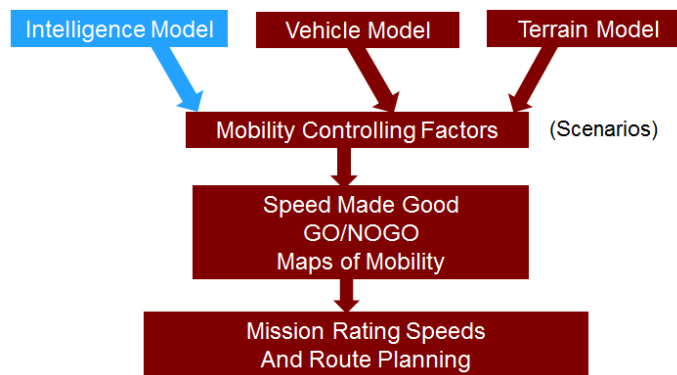 Intelligence Model
Vehicle Model
Terrain Model
Mobility Controlling Factors
(Scenarios)
Speed Made Good
GO/NOGO
Maps of Mobility
Mission Rating Speeds
And Route Planning